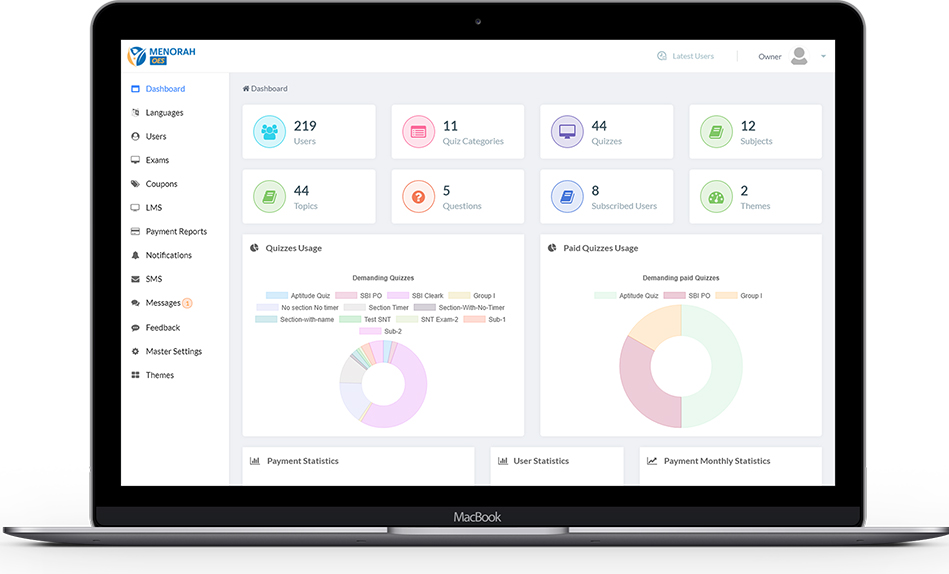 MENORAH
OES
Latest Users
Owner
Dashboard
Languages
Users
Exams
Coupons
LMS
Payment Reports
Notifications
SMS
Messages 1
Feedback
Master Settings
Themes
Dashboard
219
Users
11
Quiz Categories
44
Quizzes
12
Subjects
44
Topics
5
Questions
8
Subscribed Users
2
Themes
Quizzes Usage
Demanding Quizzes
Aptitude Quiz SBI PO SBI Cleark Group I
No section No timer Section Timer Section-With-No-Timer
Section-with-name Test SNT SNT Exam-2 Sub-1
Sub-2
Paid Quizzes Usage
Demanding paid Quizzes
Aptitude Quiz SBI PO Group I
Payment Statistics
User Statistics
Payment Monthly Statistics
MacBook